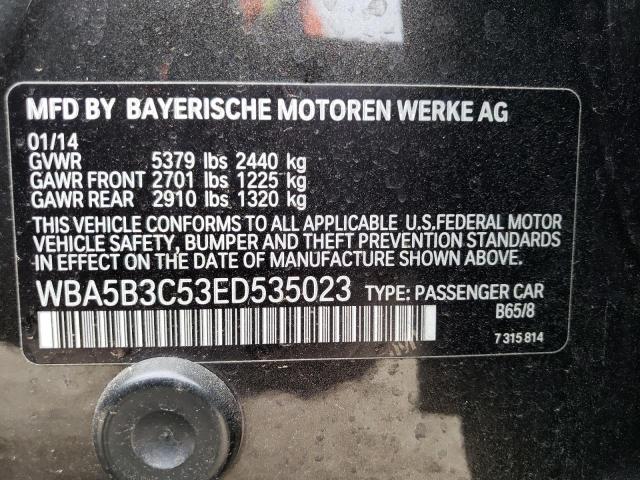 MFD BY BAYERISCHE MOTOREN WERKE AG
01/14
GVWR 5379 lbs 2440 kg
GAWR FRONT 2701 lbs 1225 kg
GAWR REAR 2910 lbs 1320 kg
THIS VEHICLE CONFORMS TO ALL APPLICABLE U.S.FEDERAL MOTOR
VEHICLE SAFETY, BUMPER AND THEFT PREVENTION STANDARDS
IN EFFECT ON THE DATE OF MANUFACTURE SHOWN ABOVE.
WBA5B3C53ED535023 TYPE: PASSENGER CAR
B65/8
7 315 814